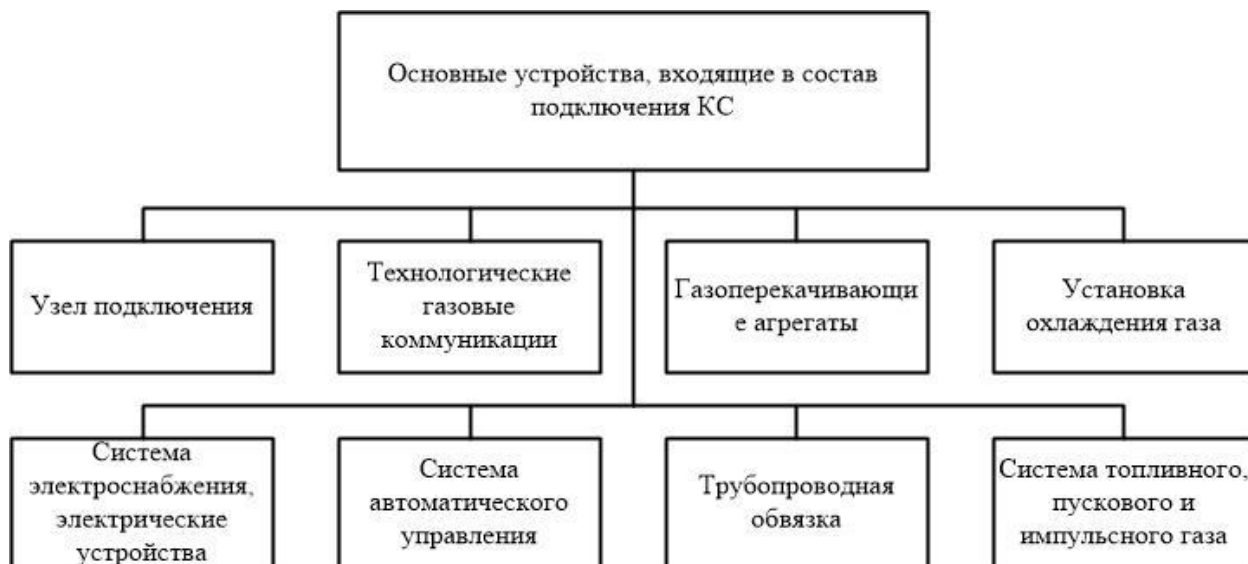 Основные устройства, входящие в состав
подключения КС
Узел подключения
Технологические
газовые
коммуникации
Газоперекачивающи
е агрегаты
Установка
охлаждения газа
Система
электроснабжения,
электрические
устройства
Система
автоматического
управления
Трубопроводная
обвязка
Система топливного,
пускового и
импульсного газа